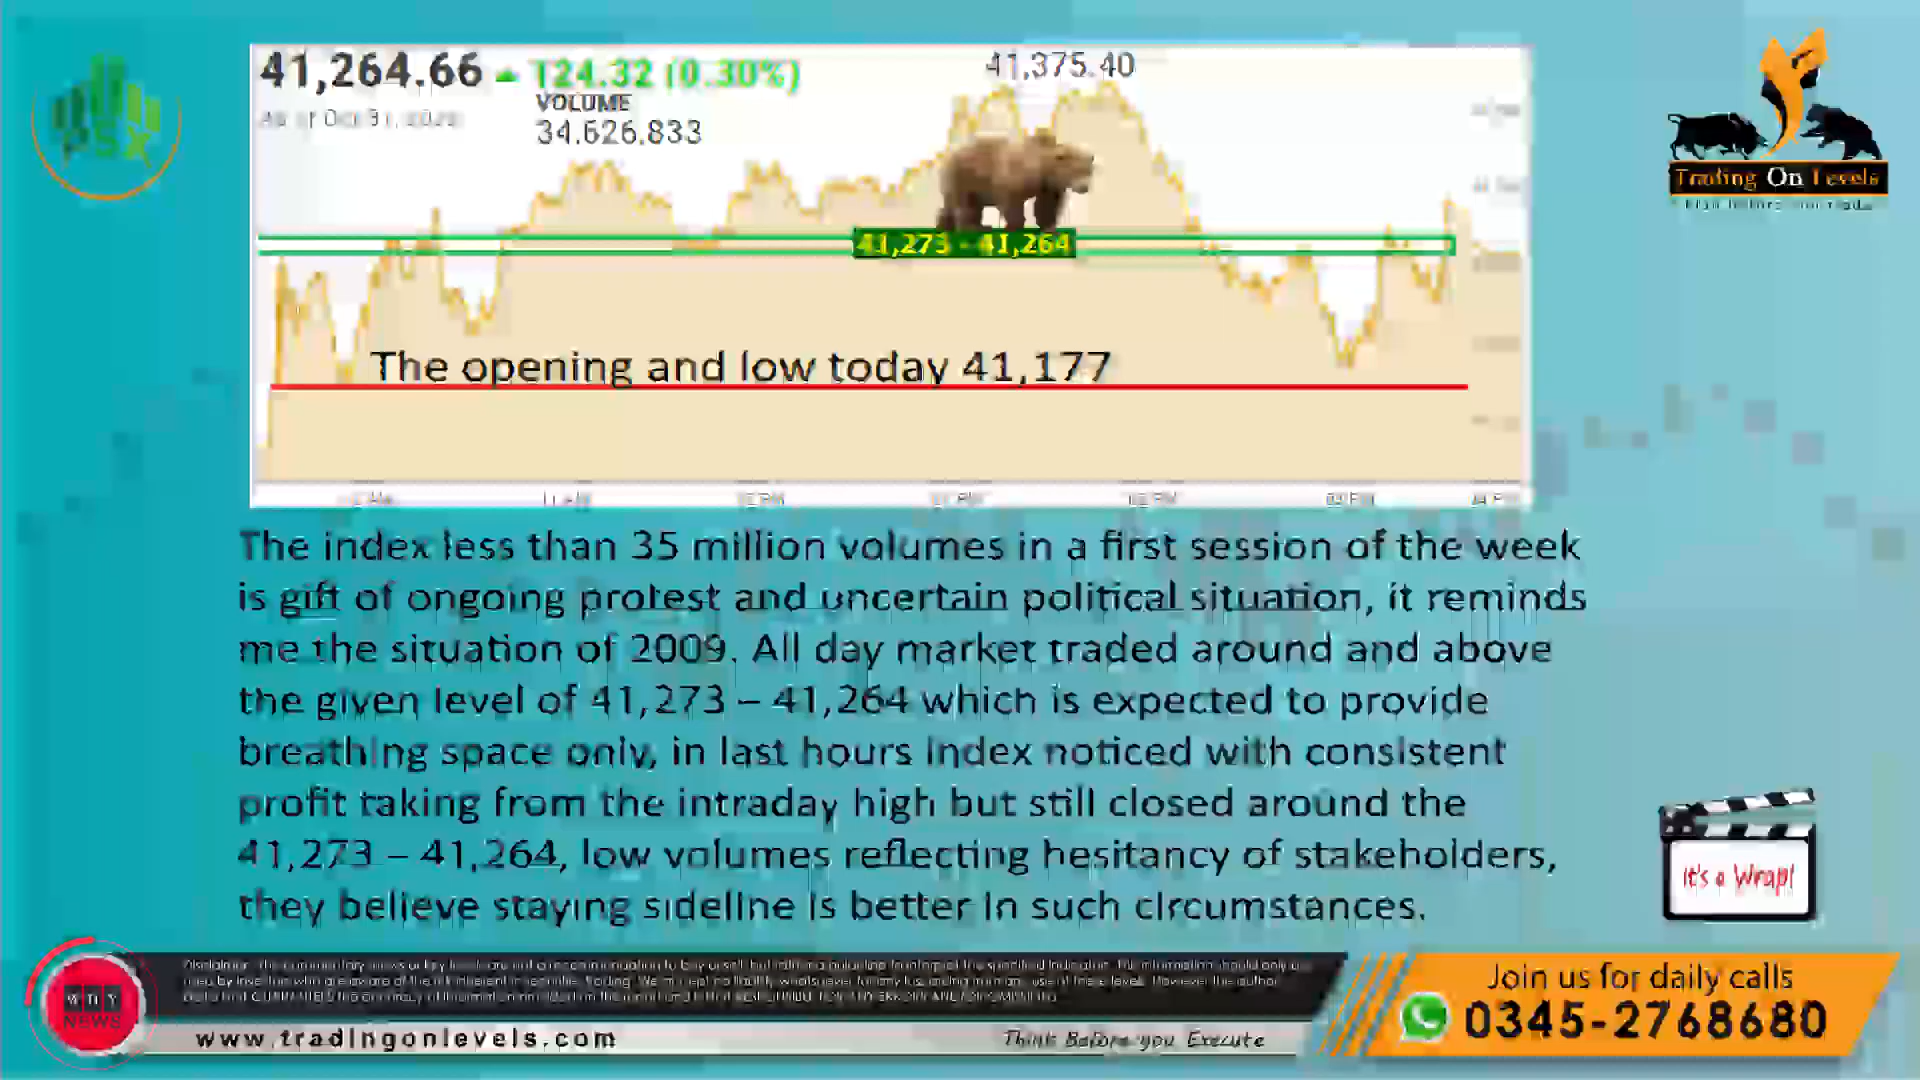 41,264.66 124.32 (0.30%)
VOLUME
34,626,833
41,375.40
PSX
Trading On Levels
41,273 - 41,264
The opening and low today 41,177
The index less than 35 million volumes in a first session of the week
is gift of ongoing protest and uncertain political situation, it reminds
me the situation of 2009. All day market traded around and above
the given level of 41,273 – 41,264 which is expected to provide
breathing space only, in last hours index noticed with consistent
profit taking from the intraday high but still closed around the
41,273 – 41,264, low volumes reflecting hesitancy of stakeholders,
they believe staying sideline is better in such circumstances.
It's a Wrap!
NEWS
www.tradingonlevels.com
Think Before you Execute
Join us for daily calls
0345-2768680